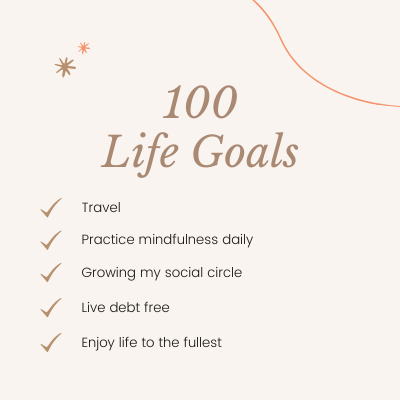 100
Life Goals
Travel
Practice mindfulness daily
Growing my social circle
Live debt free
Enjoy life to the fullest